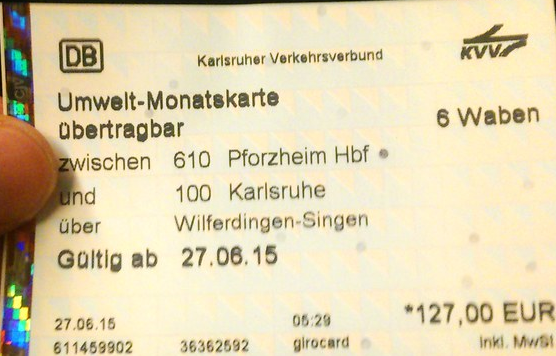 DB
Karlsruher Verkehrsverbund
KVV
Umwelt-Monatskarte
übertragbar
6 Waben
zwischen 610 Pforzheim Hbf
und 100 Karlsruhe
über Wilferdingen-Singen
Gültig ab 27.06.15
*127,00 EUR
27.06.15 05:29
611459902 36362592 girocard inkl. MwSt